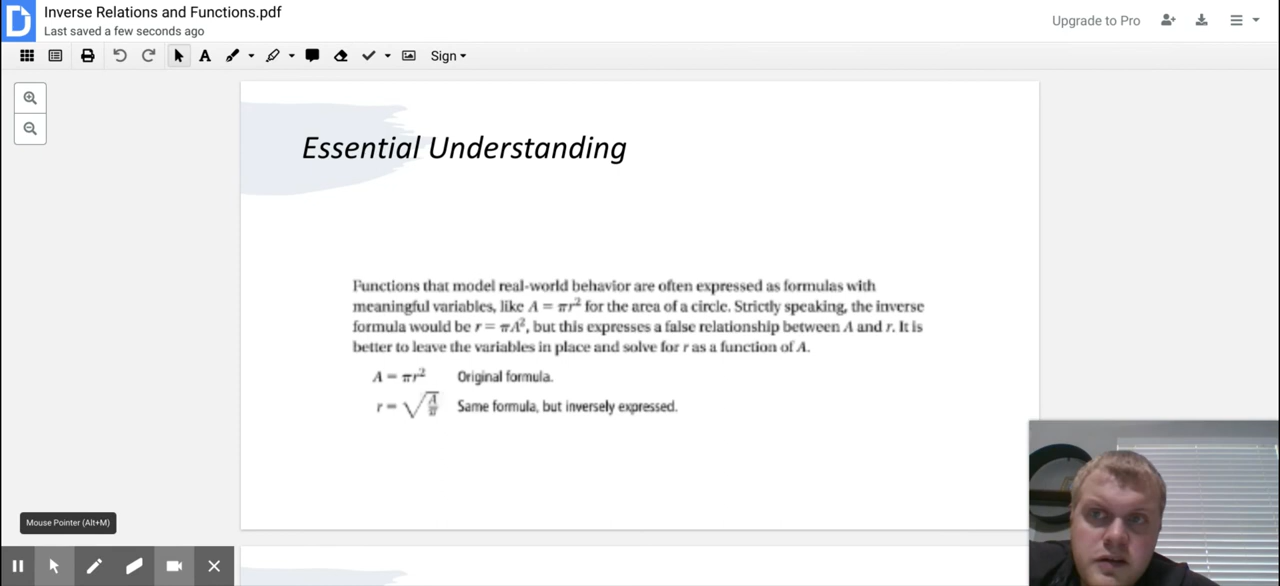 Inverse Relations and Functions.pdf
Last saved a few seconds ago
Upgrade to Pro
Sign
Essential Understanding
Functions that model real-world behavior are often expressed as formulas with
meaningful variables, like A = πr² for the area of a circle. Strictly speaking, the inverse
formula would be r = πA², but this expresses a false relationship between A and r. It is
better to leave the variables in place and solve for r as a function of A.
A = πr² Original formula.
r = √(A/π) Same formula, but inversely expressed.
Mouse Pointer (Alt+M)